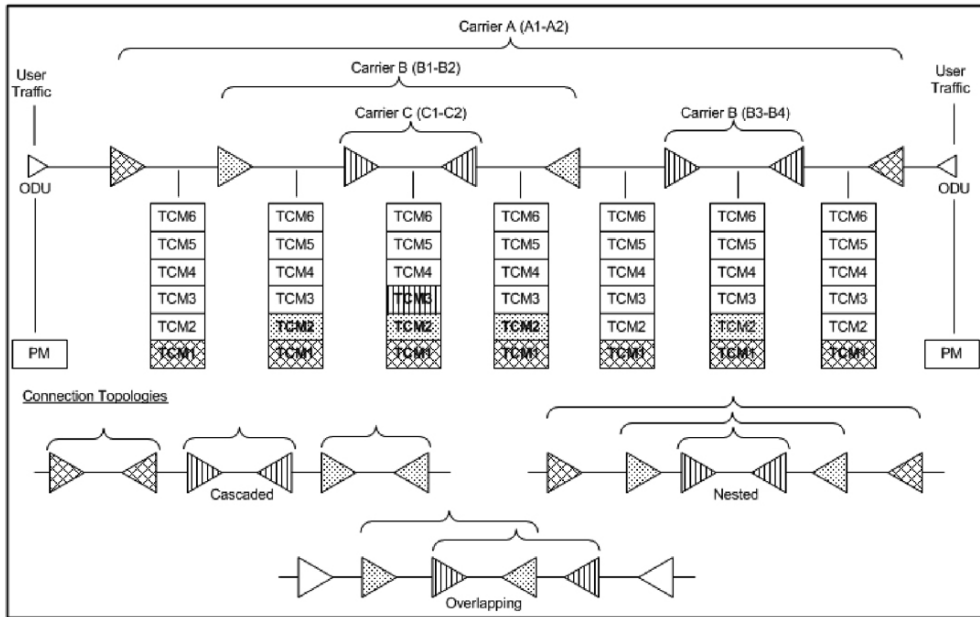 Carrier A (A1-A2)
User
Traffic
Carrier B (B1-B2)
User
Traffic
Carrier C (C1-C2)
Carrier B (B3-B4)
ODU
ODU
TCM6
TCM6
TCM6
TCM6
TCM6
TCM6
TCM6
TCM5
TCM5
TCM5
TCM5
TCM5
TCM5
TCM5
TCM4
TCM4
TCM4
TCM4
TCM4
TCM4
TCM4
TCM3
TCM3
TCM3
TCM3
TCM3
TCM3
TCM3
TCM2
TCM2
TCM2
TCM2
TCM2
TCM2
TCM2
PM
TCM1
TCM1
TCM1
TCM1
TCM1
TCM1
TCM1
PM
Connection Topologies
Cascaded
Nested
Overlapping